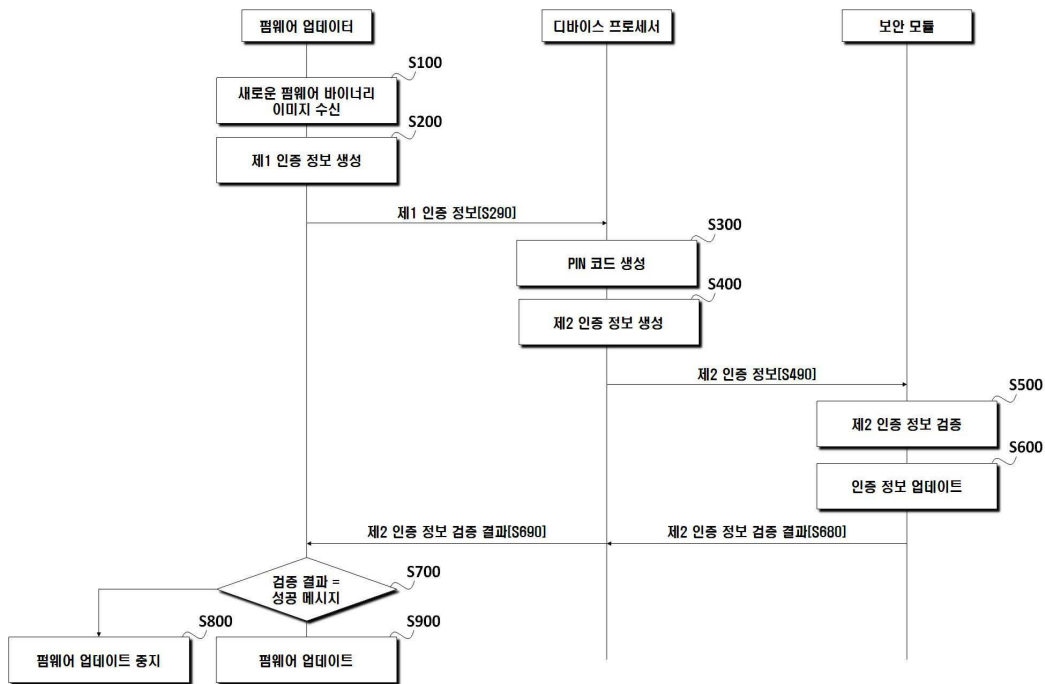 펌웨어 업데이터
디바이스 프로세서
보안 모듈
S100
새로운 펌웨어 바이너리
이미지 수신
S200
제1 인증 정보 생성
제1 인증 정보[S290]
S300
PIN 코드 생성
S400
제2 인증 정보 생성
제2 인증 정보[S490]
S500
제2 인증 정보 검증
S600
인증 정보 업데이트
제2 인증 정보 검증 결과[S690]
제2 인증 정보 검증 결과[S680]
S700
검증 결과 =
성공 메시지
S800
펌웨어 업데이트 중지
S900
펌웨어 업데이트